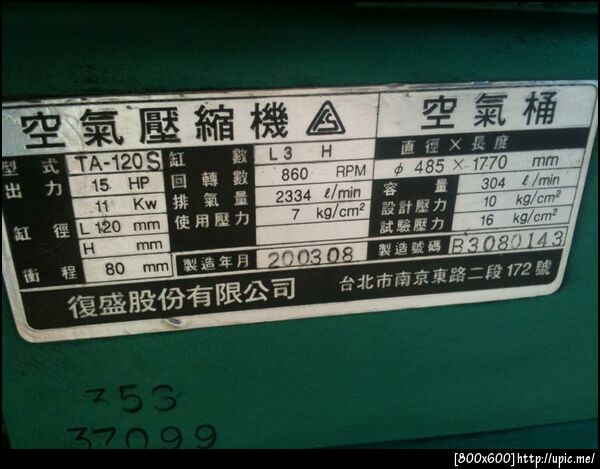 空氣壓縮機 AS 空氣桶
型式 TA-120S 缸數 L3 H 直徑×長度
出力 15 HP 回轉數 860 RPM φ 485 × 1770 mm
11 Kw 排氣量 2334 ℓ/min 容量 304 ℓ/min
缸徑 L 120 mm 使用壓力 7 kg/cm² 設計壓力 10 kg/cm²
H mm 試驗壓力 16 kg/cm²
衝程 80 mm 製造年月 200308 製造號碼 B3080143
復盛股份有限公司 台北市南京東路二段172號
35S
37099
[800x600]http://upic.me/